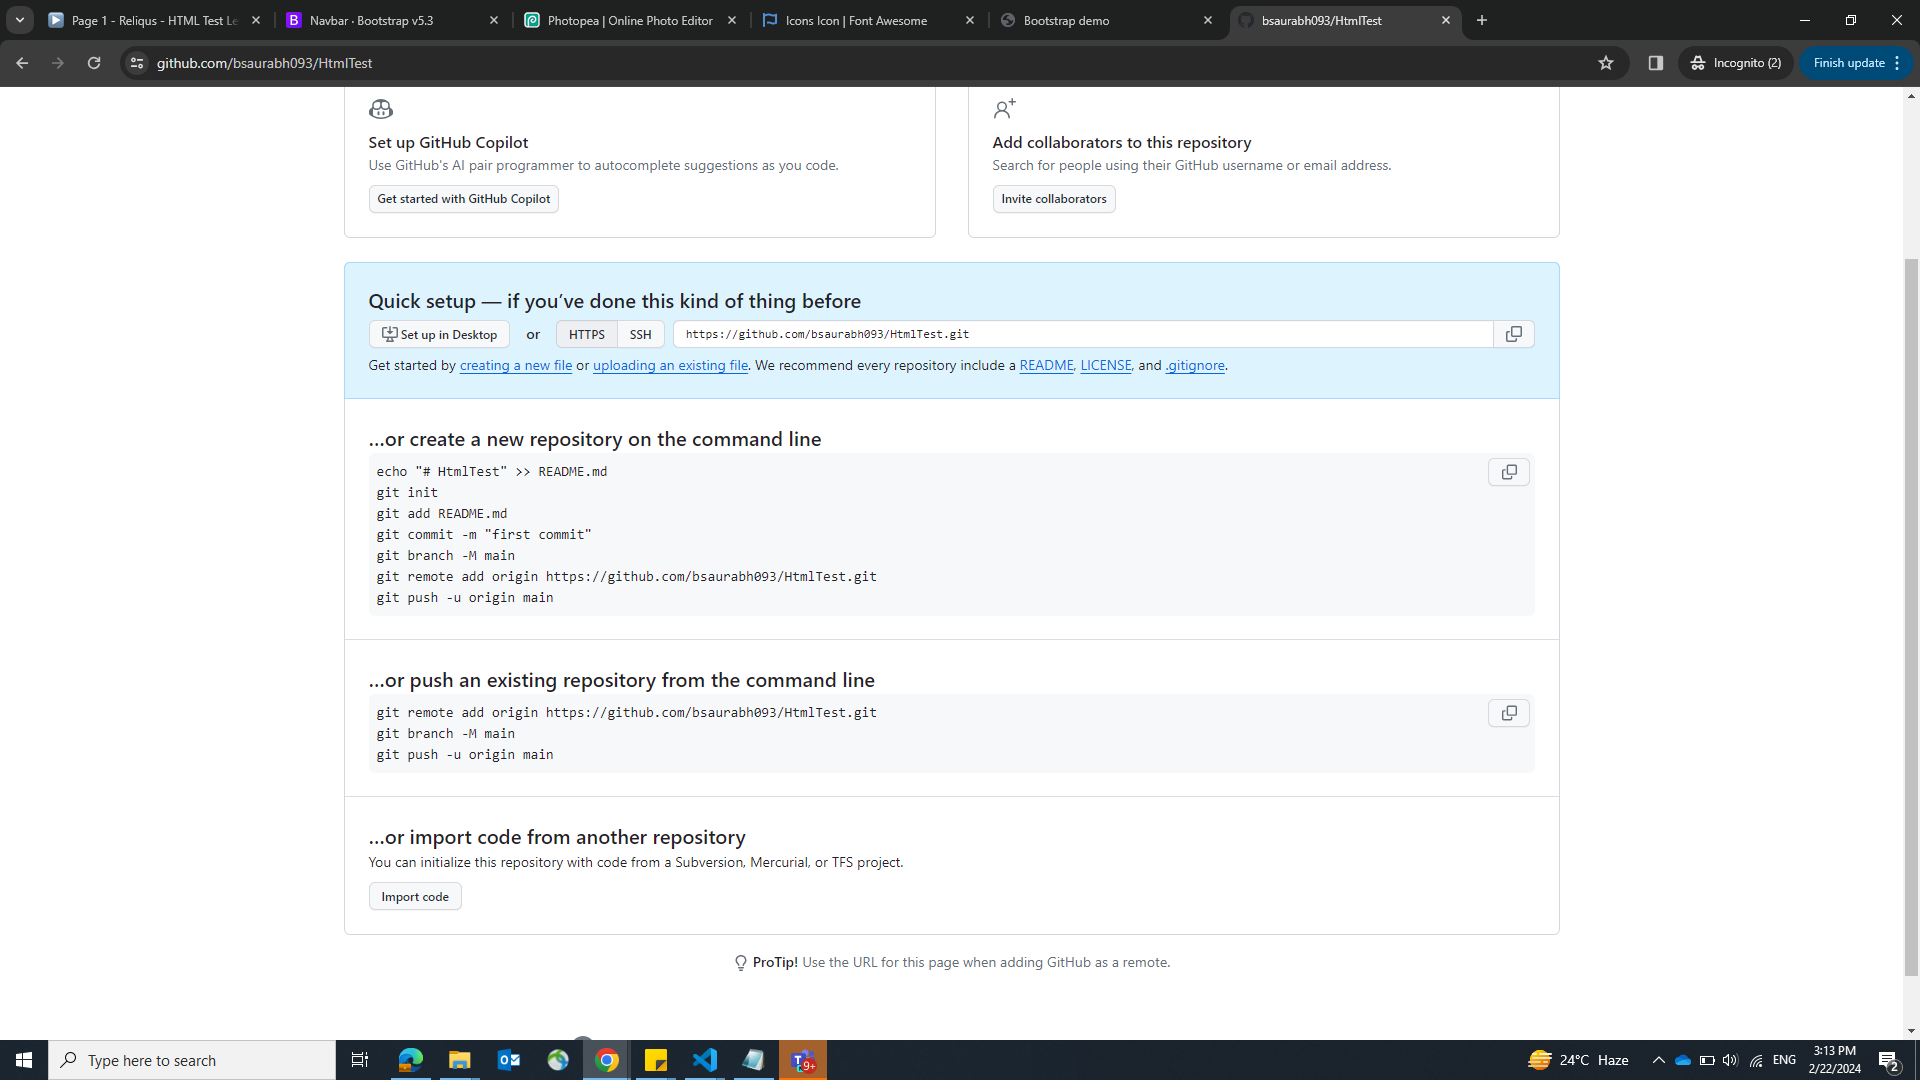 Page 1 - Reliqus - HTML Test Le
Navbar · Bootstrap v5.3
Photopea | Online Photo Editor
Icons Icon | Font Awesome
Bootstrap demo
bsaurabh093/HtmlTest
github.com/bsaurabh093/HtmlTest
Incognito (2)
Finish update
Set up GitHub Copilot
Use GitHub's AI pair programmer to autocomplete suggestions as you code.
Get started with GitHub Copilot
Add collaborators to this repository
Search for people using their GitHub username or email address.
Invite collaborators
Quick setup — if you’ve done this kind of thing before
Set up in Desktop or HTTPS SSH https://github.com/bsaurabh093/HtmlTest.git
Get started by creating a new file or uploading an existing file. We recommend every repository include a README, LICENSE, and .gitignore.
…or create a new repository on the command line
echo "# HtmlTest" >> README.md
git init
git add README.md
git commit -m "first commit"
git branch -M main
git remote add origin https://github.com/bsaurabh093/HtmlTest.git
git push -u origin main
…or push an existing repository from the command line
git remote add origin https://github.com/bsaurabh093/HtmlTest.git
git branch -M main
git push -u origin main
…or import code from another repository
You can initialize this repository with code from a Subversion, Mercurial, or TFS project.
Import code
ProTip! Use the URL for this page when adding GitHub as a remote.
Type here to search
9+
24°C Haze
ENG
3:13 PM
2/22/2024
2